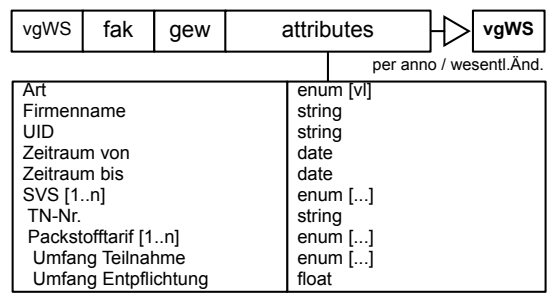 vgWS fak gew attributes vgWS
per anno / wesentl.Änd.
Art enum [vl]
Firmenname string
UID string
Zeitraum von date
Zeitraum bis date
SVS [1..n] enum [...]
TN-Nr. string
Packstofftarif [1..n] enum [...]
Umfang Teilnahme enum [...]
Umfang Entpflichtung float